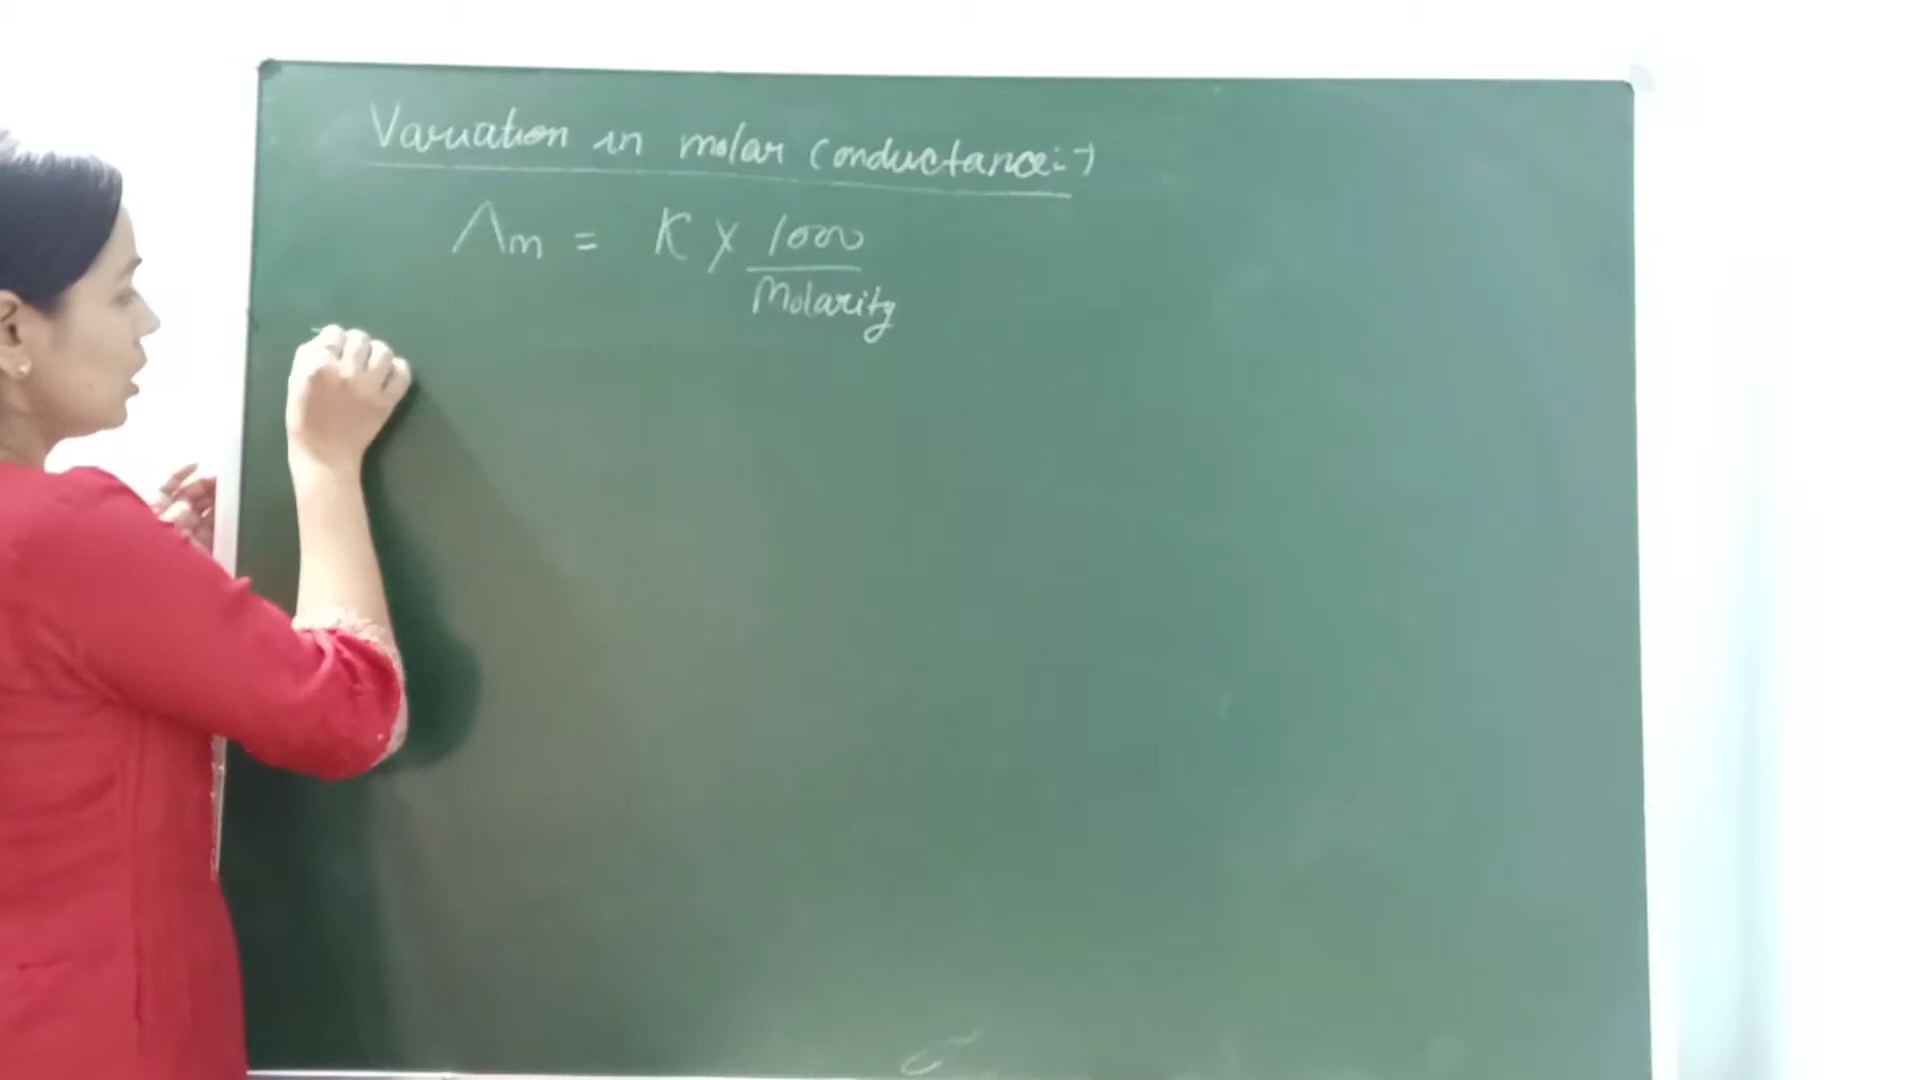 Variation in molar Conductance:→
Λm = K × 1000
Molarity